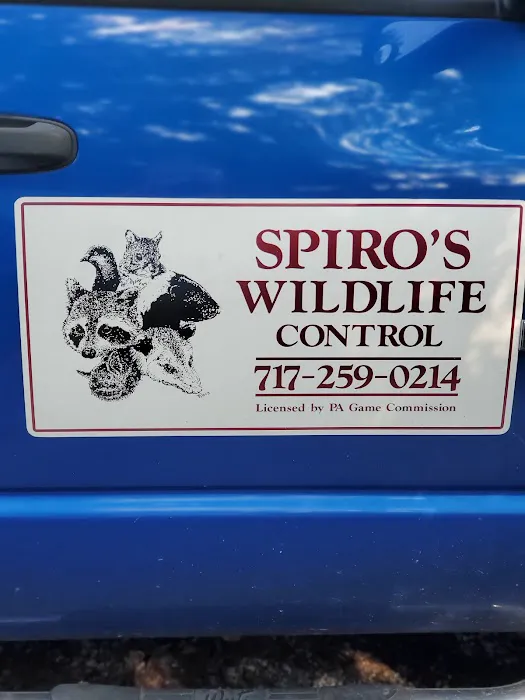 SPIRO'S
WILDLIFE
CONTROL
717-259-0214
Licensed by PA Game Commission